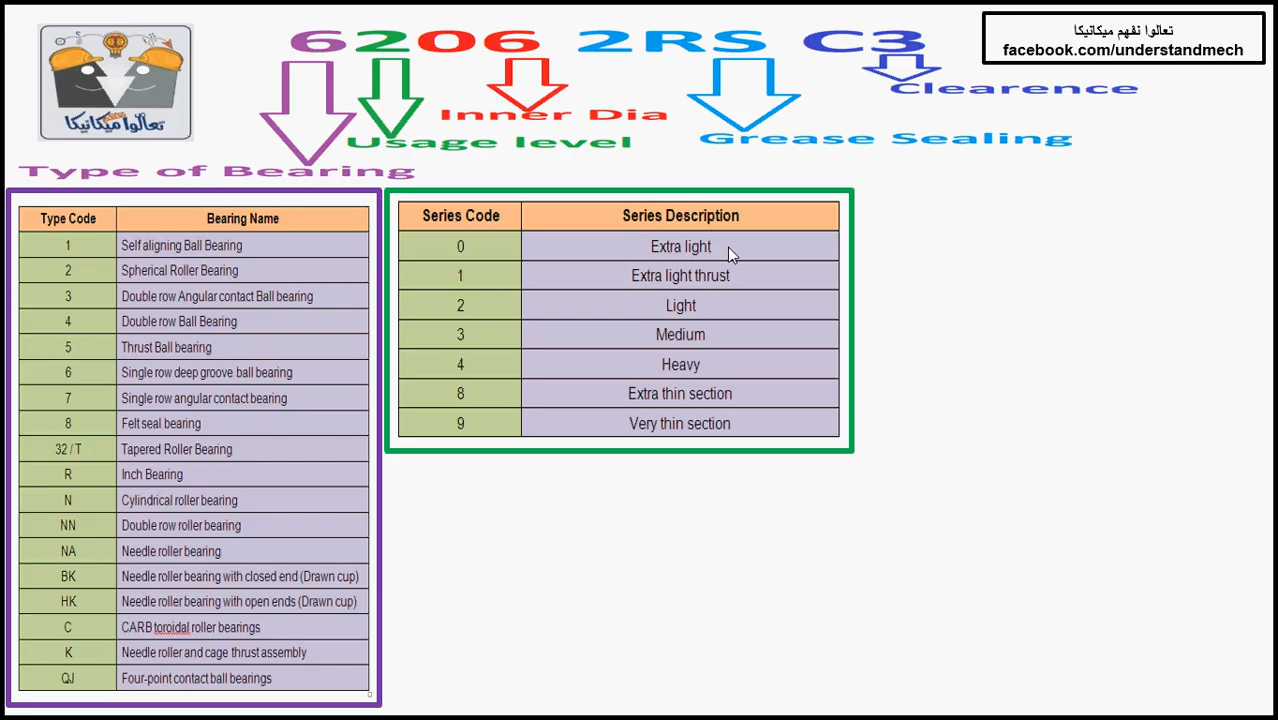 تعالوا نفهم ميكانيكا
facebook.com/understandmech
6206 2RS C3
Clearence
Inner Dia
Grease Sealing
Usage level
Type of Bearing
تعالوا ميكانيكا
Type Code Bearing Name
1 Self aligning Ball Bearing
2 Spherical Roller Bearing
3 Double row Angular contact Ball bearing
4 Double row Ball Bearing
5 Thrust Ball bearing
6 Single row deep groove ball bearing
7 Single row angular contact bearing
8 Felt seal bearing
32 / T Tapered Roller Bearing
R Inch Bearing
N Cylindrical roller bearing
NN Double row roller bearing
NA Needle roller bearing
BK Needle roller bearing with closed end (Drawn cup)
HK Needle roller bearing with open ends (Drawn cup)
C CARB toroidal roller bearings
K Needle roller and cage thrust assembly
QJ Four-point contact ball bearings
Series Code Series Description
0 Extra light
1 Extra light thrust
2 Light
3 Medium
4 Heavy
8 Extra thin section
9 Very thin section